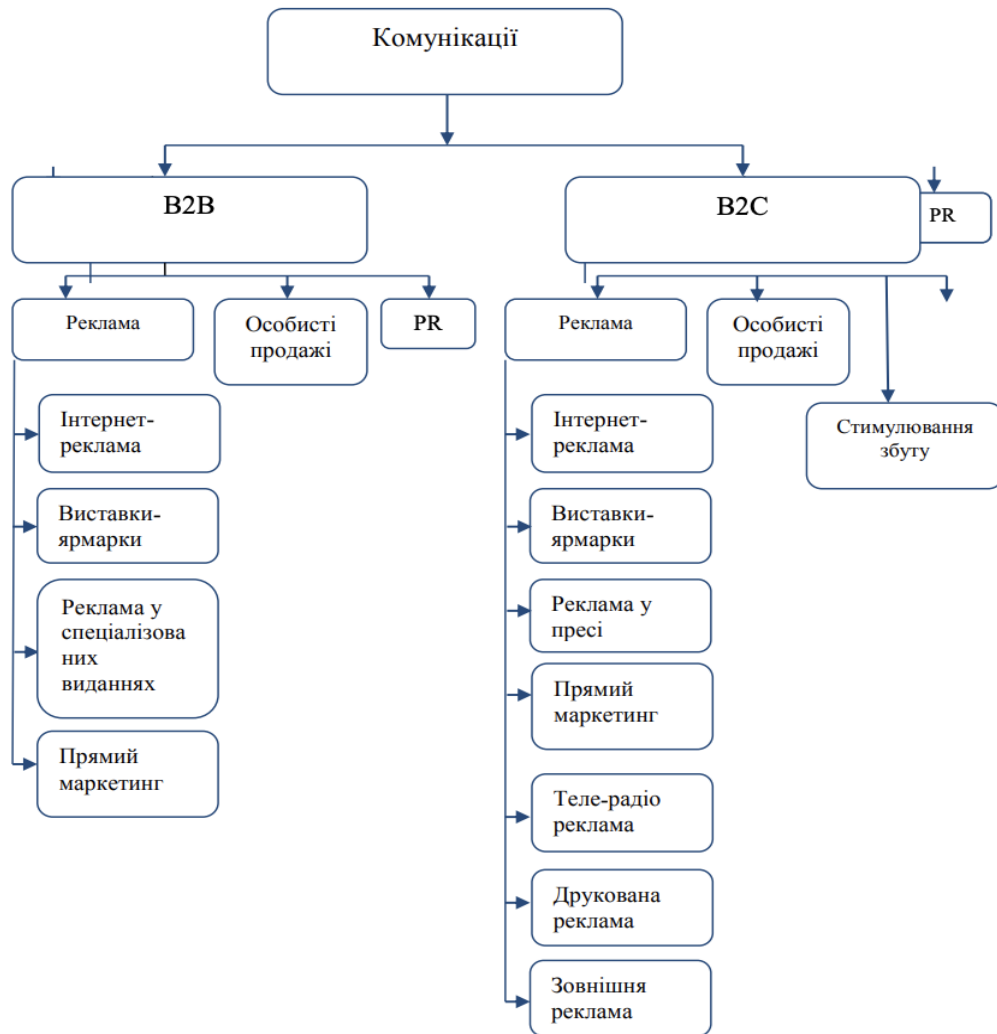 Комунікації
B2B
B2C
PR
Реклама
Особисті
продажі
PR
Реклама
Особисті
продажі
Стимулювання
збуту
Інтернет-
реклама
Виставки-
ярмарки
Реклама у
спеціалізова
них
виданнях
Прямий
маркетинг
Інтернет-
реклама
Виставки-
ярмарки
Реклама у
пресі
Прямий
маркетинг
Теле-радіо
реклама
Друкована
реклама
Зовнішня
реклама